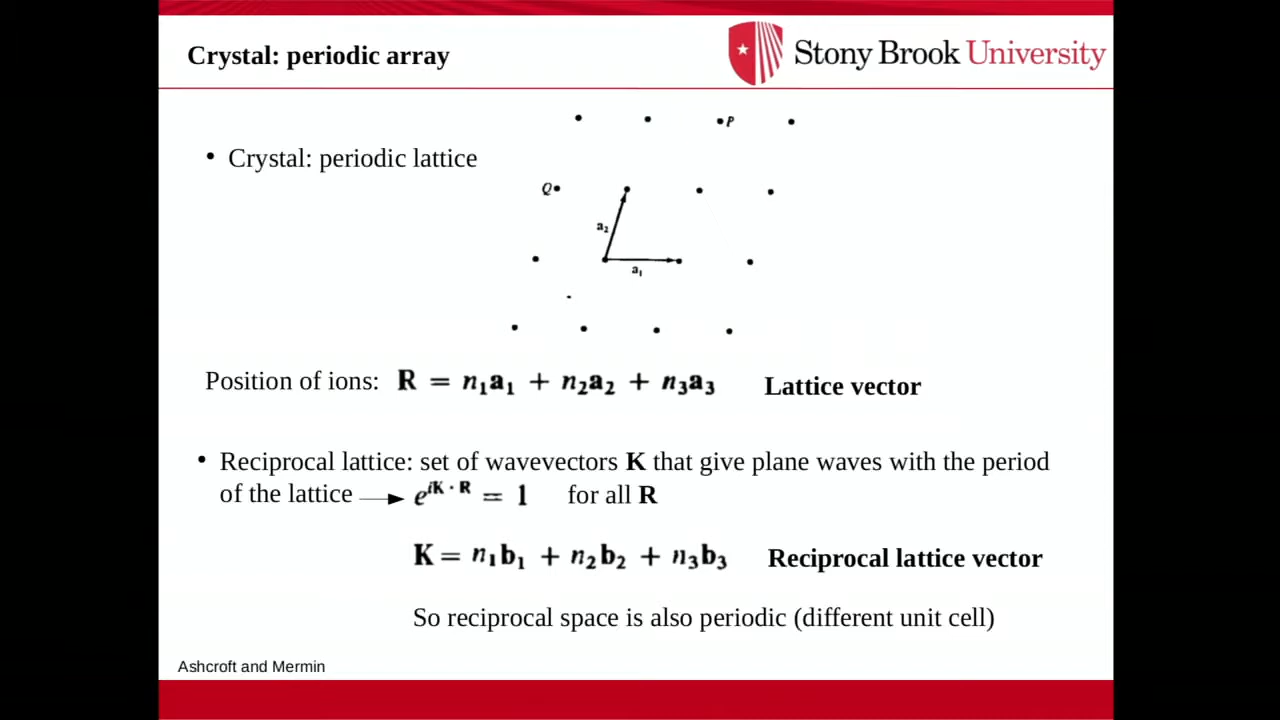 Crystal: periodic array
Stony Brook University
• Crystal: periodic lattice
P
Q
a₂
a₁
Position of ions: R = n₁a₁ + n₂a₂ + n₃a₃ Lattice vector
• Reciprocal lattice: set of wavevectors K that give plane waves with the period
of the lattice → e^{iK · R} = 1 for all R
K = n₁b₁ + n₂b₂ + n₃b₃ Reciprocal lattice vector
So reciprocal space is also periodic (different unit cell)
Ashcroft and Mermin